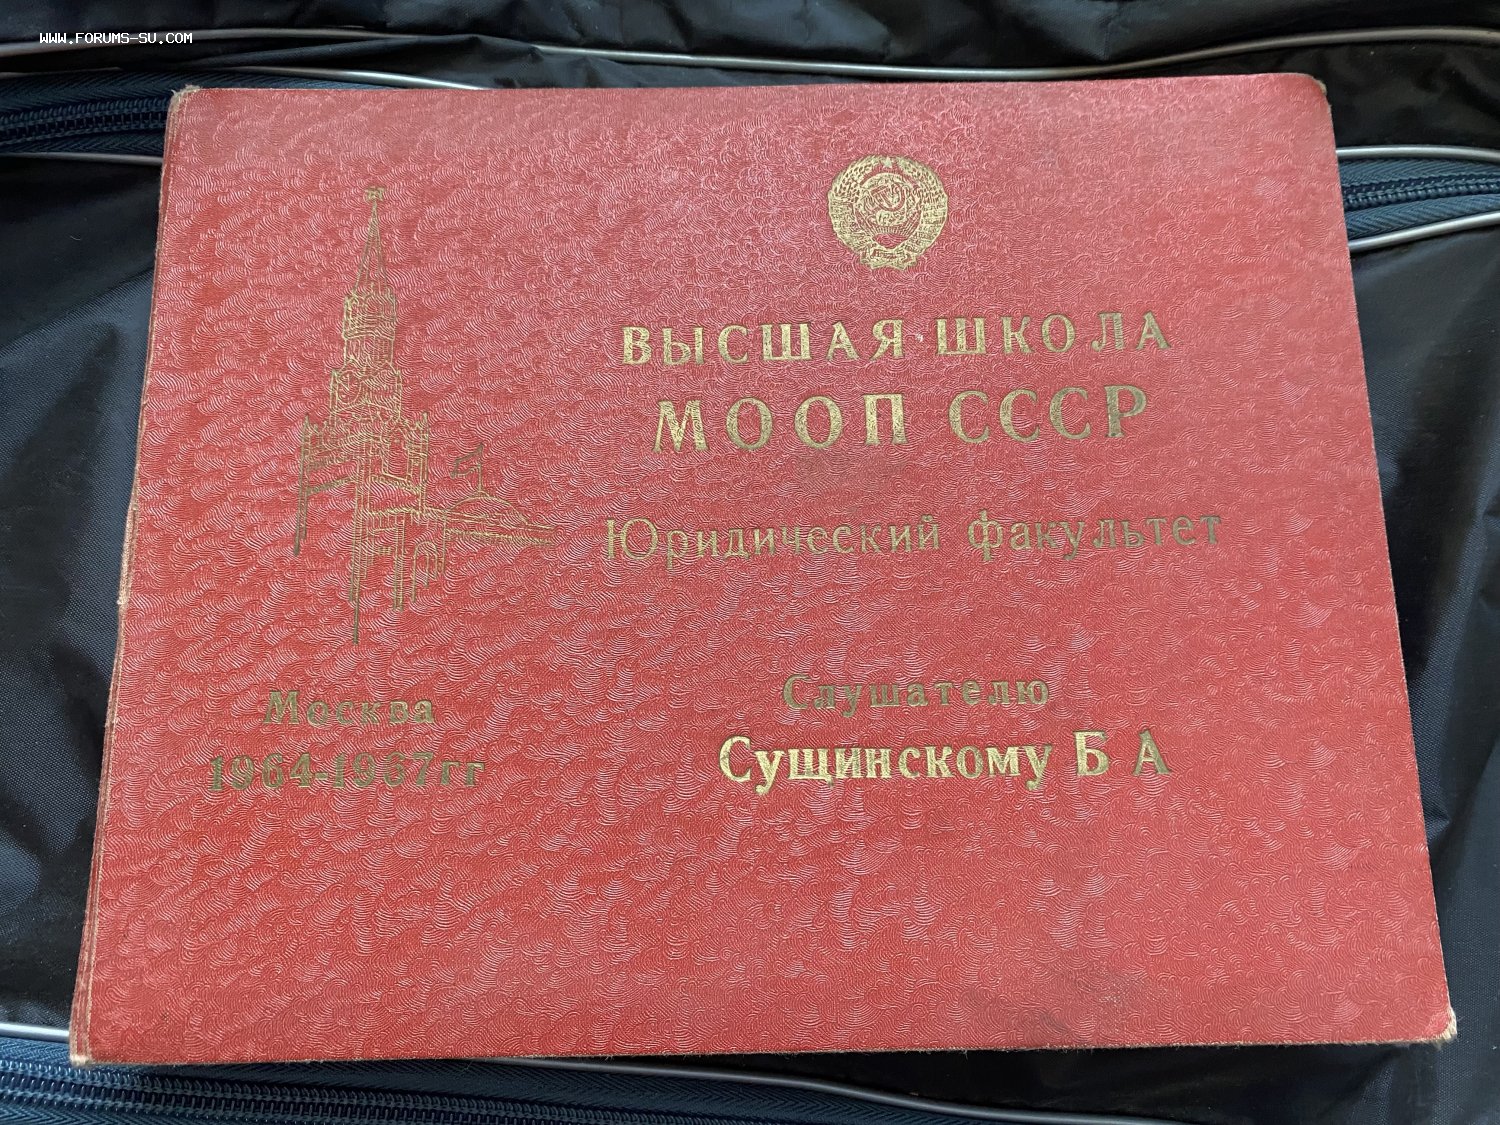 WWW.FORUMS-SU.COM
ВЫСШАЯ ШКОЛА
МООП СССР
Юридический факультет
Слушателю
Сущинскому Б А
Москва
1964-1967гг